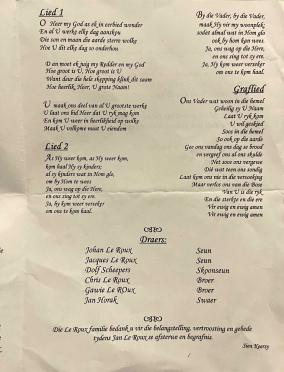 Lied 1
O Heer my God as ek in eerbied wonder
En al U werke elke dag aanskou
Die son en maan die aarde sterre wolke
Hoe U dit elke dag onderhou
Dan moet ek juig my Redder en my God
Hoe groot is U, Hoe groot is U
Want deur die hele skepping klink dit saam
Hoe heerlik Heer, U grote Naam!
U maak ons deel van al U grootste werke
U laat ons lief Heer dat U ryk mag kom
En kom U weer in heerlikheid op wolke
Maak U volkome naut U eiendom
Lied 2
As Hy weer kom, as Hy weer kom,
kom haal Hy sy kinders;
al sy kinders wat in Hom glo,
om by Hom te woon
Ja, ons wag op die Here,
en ons sing tot sy ere.
Ja, hy kom weer verseker
om ons te kom haal.
By die Vader, by die Vader,
maak Hy vir my woonplek;
sodat almal wat in Hom glo
ook by hom kan wees.
Ja, ons wag op die Here,
en ons sing tot sy ere,
Ja, Hy kom weer verseker
om ons te kom haal.
Graflied
Ons Vader wat woon in die hemel
Geheilig sy U Naam
Laat U ryk kom
U wil geskied
Soos in die hemel
So ook op die aarde
Gee ons vandag ons dag se brood
en vergeef ons al ons skulde
Net soos ons vergewe
Dié wat teen ons sondig
Laat kom ons nie in die versoeking
Maar verlos ons van die Bose
Van U is die ryk
En die sterkte en die eer
Vir ewig en ewig amen
Vir ewig en ewig amen
Draers:
Johan Le Roux Seun
Jacques Le Roux Seun
Dolf Scheepers Skoonseun
Chris Le Roux Broer
Gawie Le ROux Broer
Jan Horak Swaer
Die Le Roux familie bedank u vir die belangstelling, vertroosting en gebede
tydens Jan Le Roux se afsterwe en begrafnis.
Sien Keersy